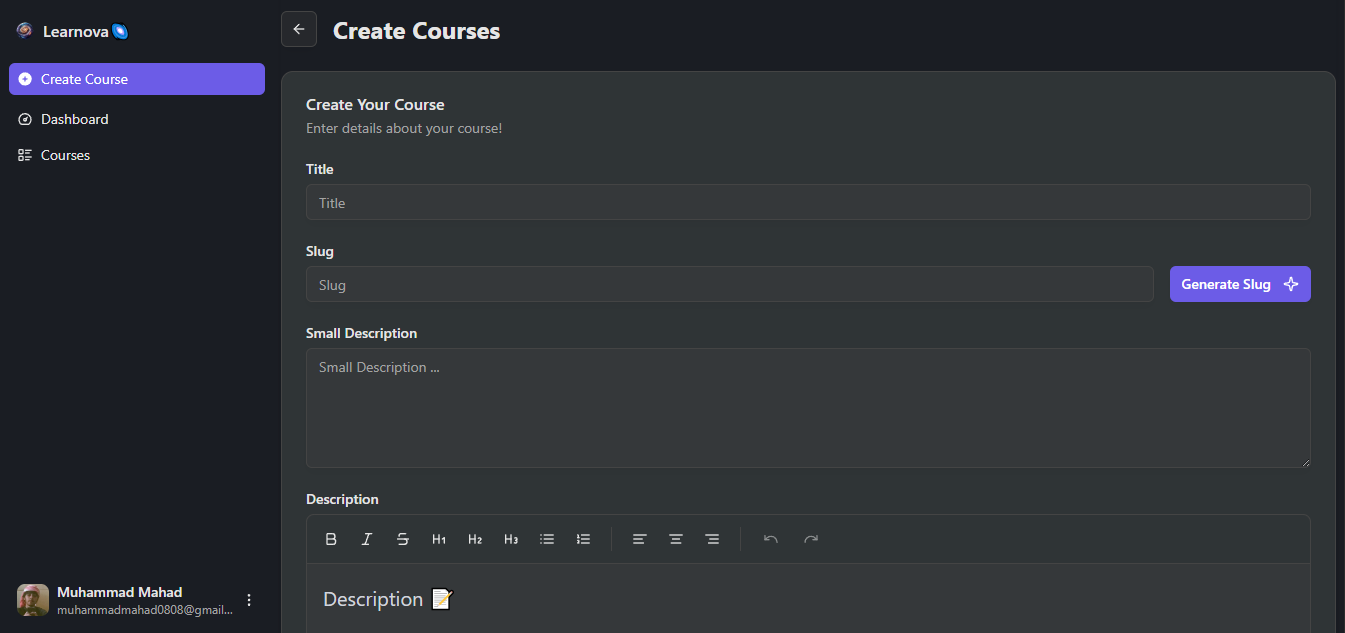 Learnova
Create Course
Dashboard
Courses
Muhammad Mahad
muhammadmahad0808@gmail...
Create Courses
Create Your Course
Enter details about your course!
Title
Title
Slug
Slug
Generate Slug
Small Description
Small Description ...
Description
B I S H1 H2 H3
Description 📝